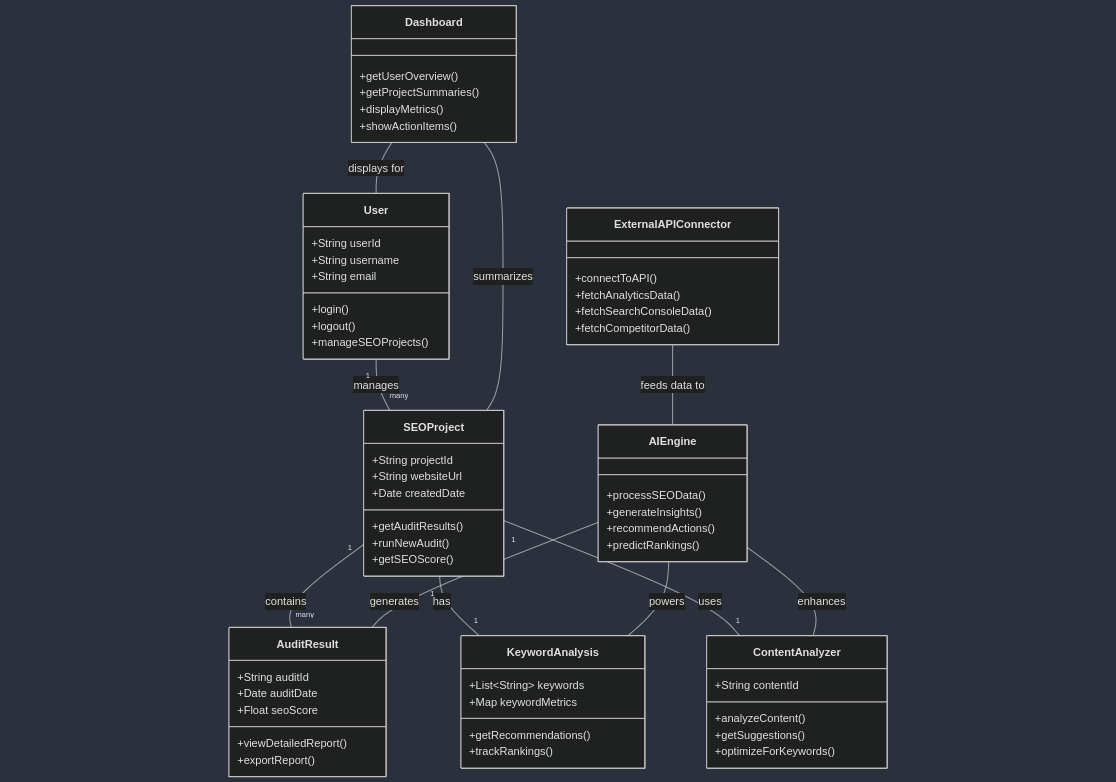 Dashboard
+getUserOverview()
+getProjectSummaries()
+displayMetrics()
+showActionItems()
displays for
User
+String userId
+String username
+String email
+login()
+logout()
+manageSEOProjects()
summarizes
ExternalAPIConnector
+connectToAPI()
+fetchAnalyticsData()
+fetchSearchConsoleData()
+fetchCompetitorData()
1
manages
many
feeds data to
SEOProject
+String projectId
+String websiteUrl
+Date createdDate
+getAuditResults()
+runNewAudit()
+getSEOScore()
AIEngine
+processSEOData()
+generateInsights()
+recommendActions()
+predictRankings()
1
1
contains
many
generates
1
has
1
powers
uses
1
enhances
AuditResult
+String auditId
+Date auditDate
+Float seoScore
+viewDetailedReport()
+exportReport()
KeywordAnalysis
+List<String> keywords
+Map keywordMetrics
+getRecommendations()
+trackRankings()
ContentAnalyzer
+String contentId
+analyzeContent()
+getSuggestions()
+optimizeForKeywords()